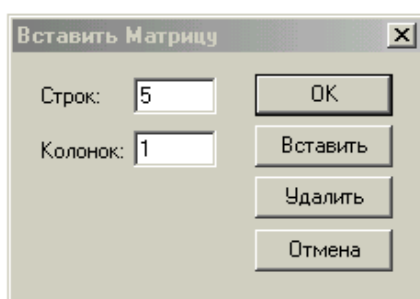 Вставить Матрицу
Строк: 5 OK
Колонок: 1 Вставить
Удалить
Отмена